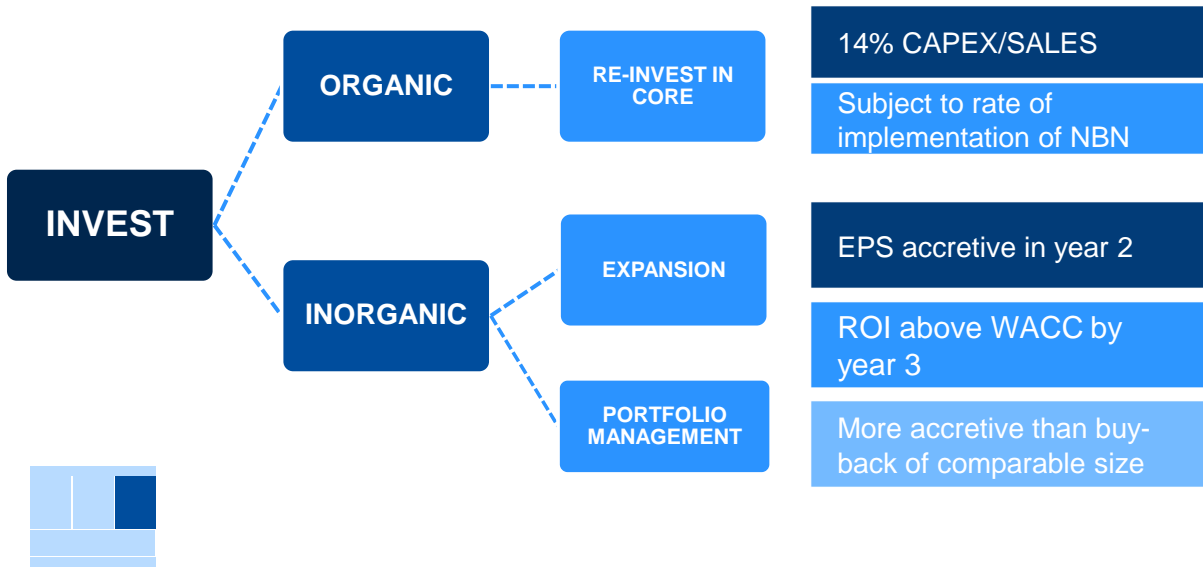 INVEST
ORGANIC
RE-INVEST IN
CORE
14% CAPEX/SALES
Subject to rate of
implementation of NBN
INORGANIC
EXPANSION
PORTFOLIO
MANAGEMENT
EPS accretive in year 2
ROI above WACC by
year 3
More accretive than buy-
back of comparable size